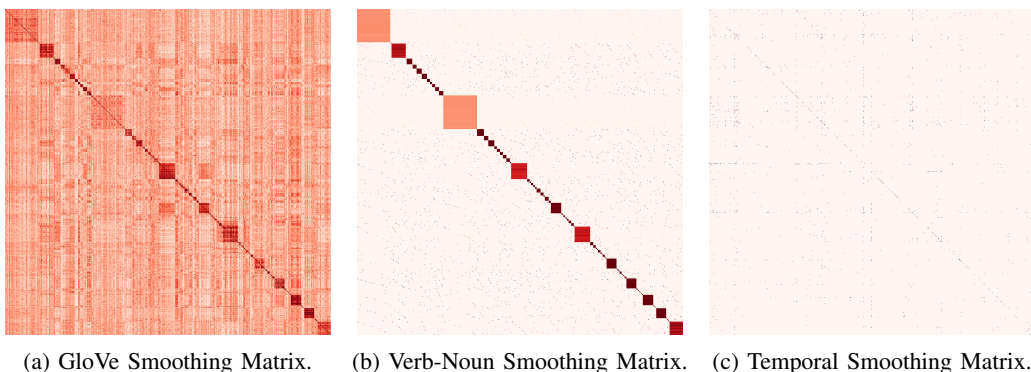 (a) GloVe Smoothing Matrix.
(b) Verb-Noun Smoothing Matrix.
(c) Temporal Smoothing Matrix.